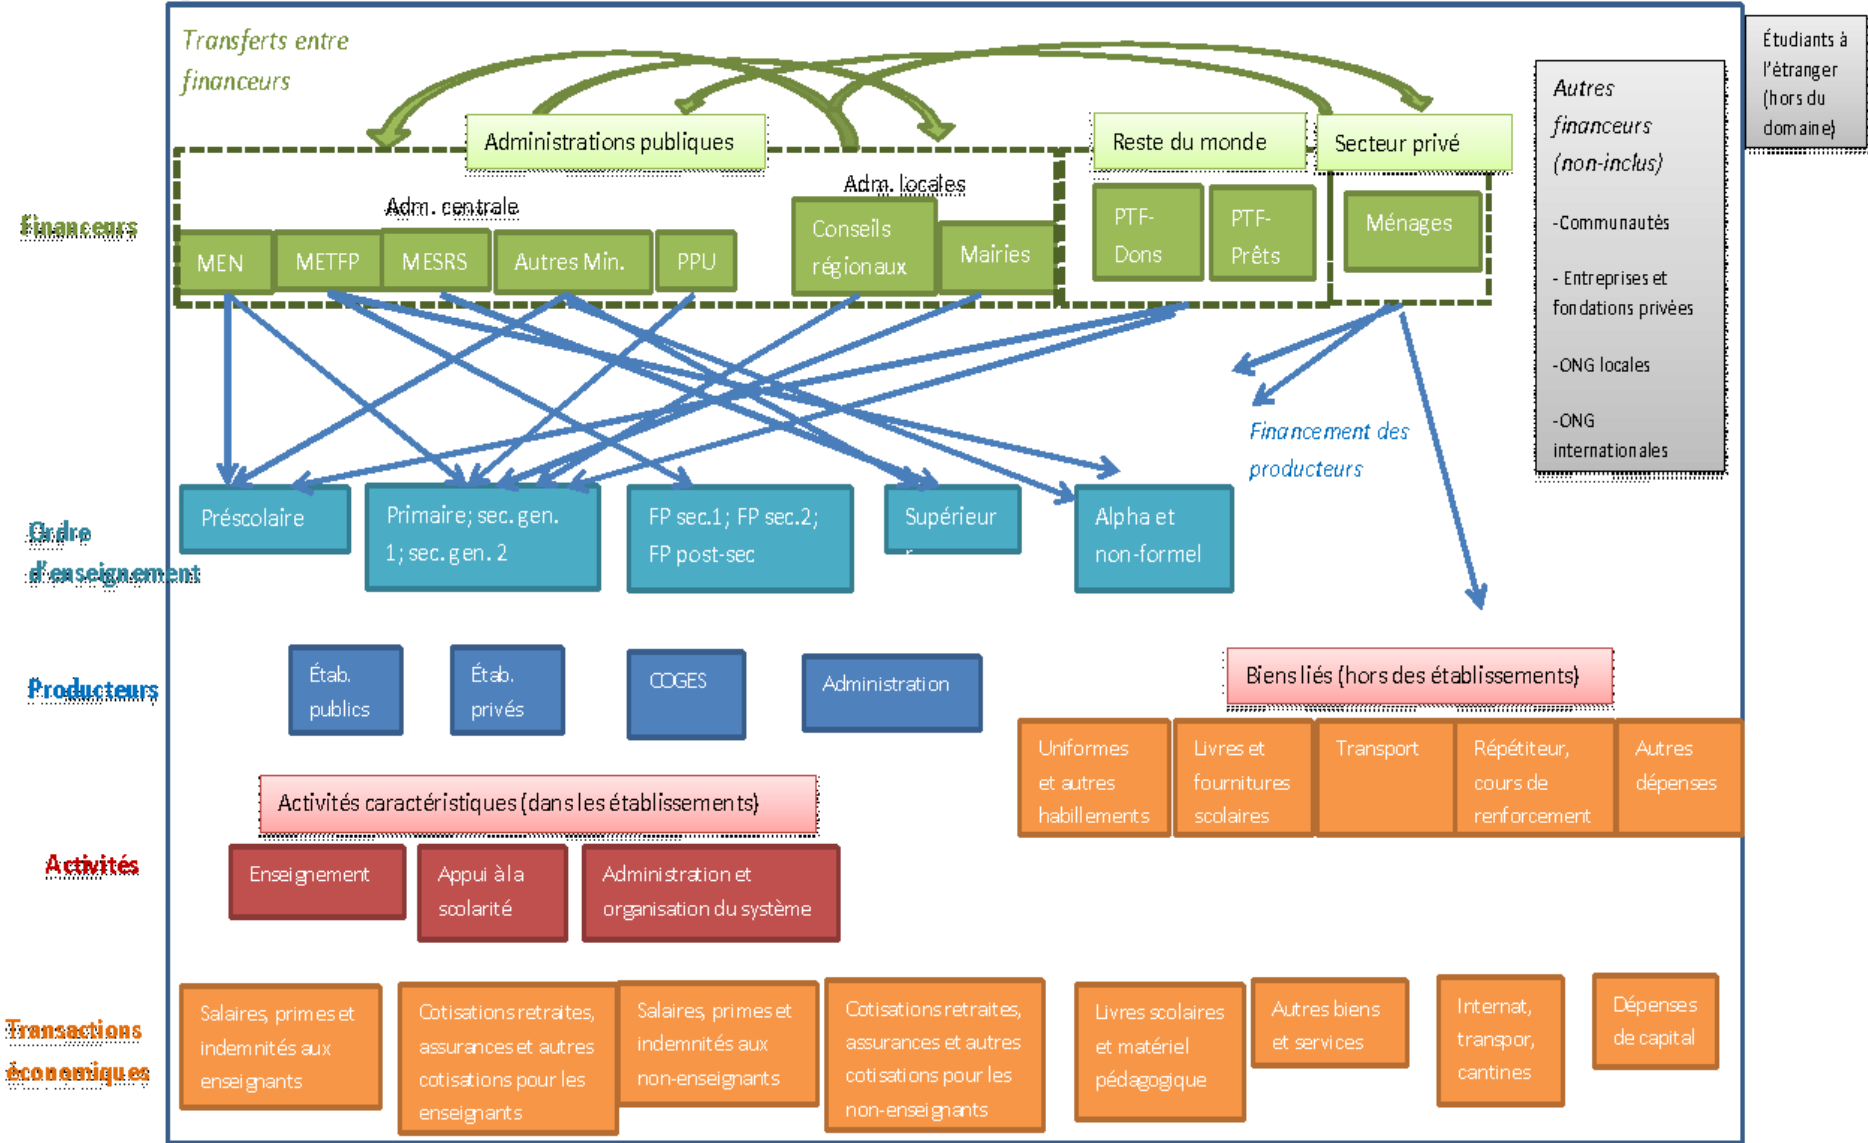 Transferts entre
financeurs
Étudiants à
l'étranger
(hors du
domaine)
Autres
financeurs
(non-inclus)
-Communautés
- Entreprises et
fondations privées
-ONG locales
-ONG
internationales
Administrations publiques
Reste du monde
Secteur privé
Financeurs
Adm. centrale
Adm. locales
MEN
METFP
MESRS
Autres Min.
PPU
Conseils
régionaux
Mairies
PTF-
Dons
PTF-
Prêts
Ménages
Financement des
producteurs
Ordre
d'enseignement
Préscolaire
Primaire; sec. gen.
1; sec. gen. 2
FP sec.1; FP sec.2;
FP post-sec
Supérieur
Alpha et
non-formel
Producteurs
Étab.
publics
Étab.
privés
COGES
Administration
Biens liés (hors des établissements)
Uniformes
et autres
habillements
Livres et
fournitures
scolaires
Transport
Répétiteur,
cours de
renforcement
Autres
dépenses
Activités caractéristiques (dans les établissements)
Activités
Enseignement
Appui à la
scolarité
Administration et
organisation du système
Transactions
économiques
Salaires, primes et
indemnités aux
enseignants
Cotisations retraites,
assurances et autres
cotisations pour les
enseignants
Salaires, primes et
indemnités aux
non-enseignants
Cotisations retraites,
assurances et autres
cotisations pour les
non-enseignants
Livres scolaires
et matériel
pédagogique
Autres biens
et services
Internat,
transpor,
cantines
Dépenses
de capital